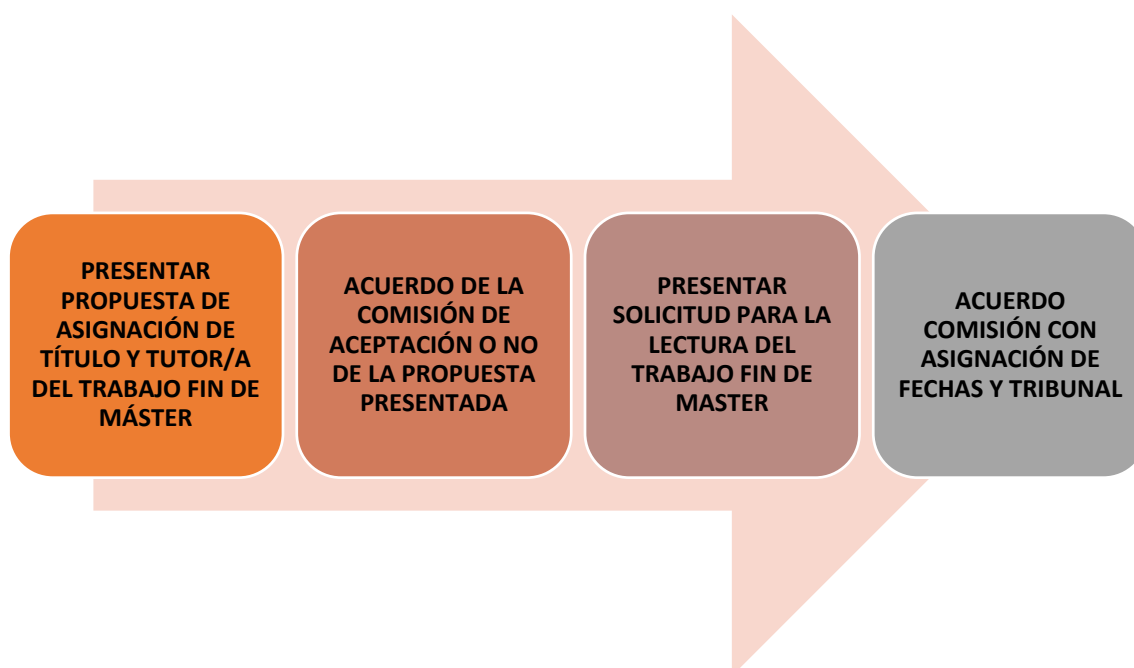 PRESENTAR
PROPUESTA DE
ASIGNACIÓN DE
TÍTULO Y TUTOR/A
DEL TRABAJO FIN DE
MÁSTER
ACUERDO DE LA
COMISIÓN DE
ACEPTACIÓN O NO
DE LA PROPUESTA
PRESENTADA
PRESENTAR
SOLICITUD PARA LA
LECTURA DEL
TRABAJO FIN DE
MASTER
ACUERDO
COMISIÓN CON
ASIGNACIÓN DE
FECHAS Y TRIBUNAL